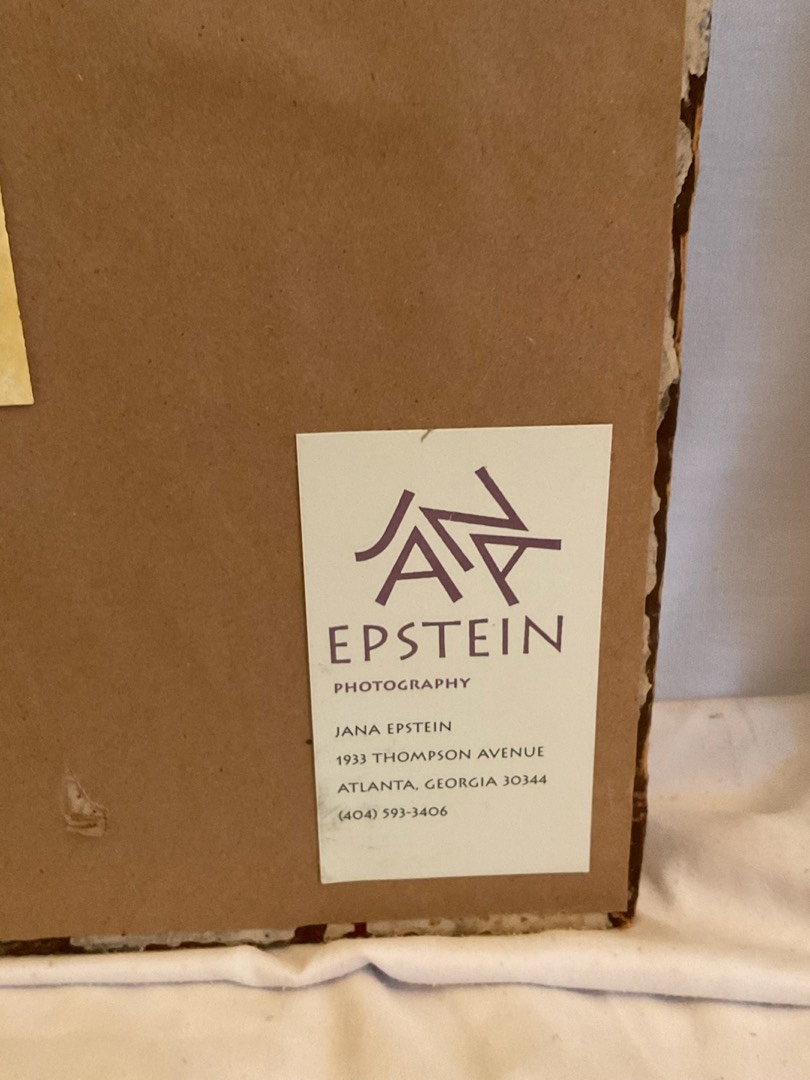 JANA
EPSTEIN
PHOTOGRAPHY
JANA EPSTEIN
1933 THOMPSON AVENUE
ATLANTA, GEORGIA 30344
(404) 593-3406